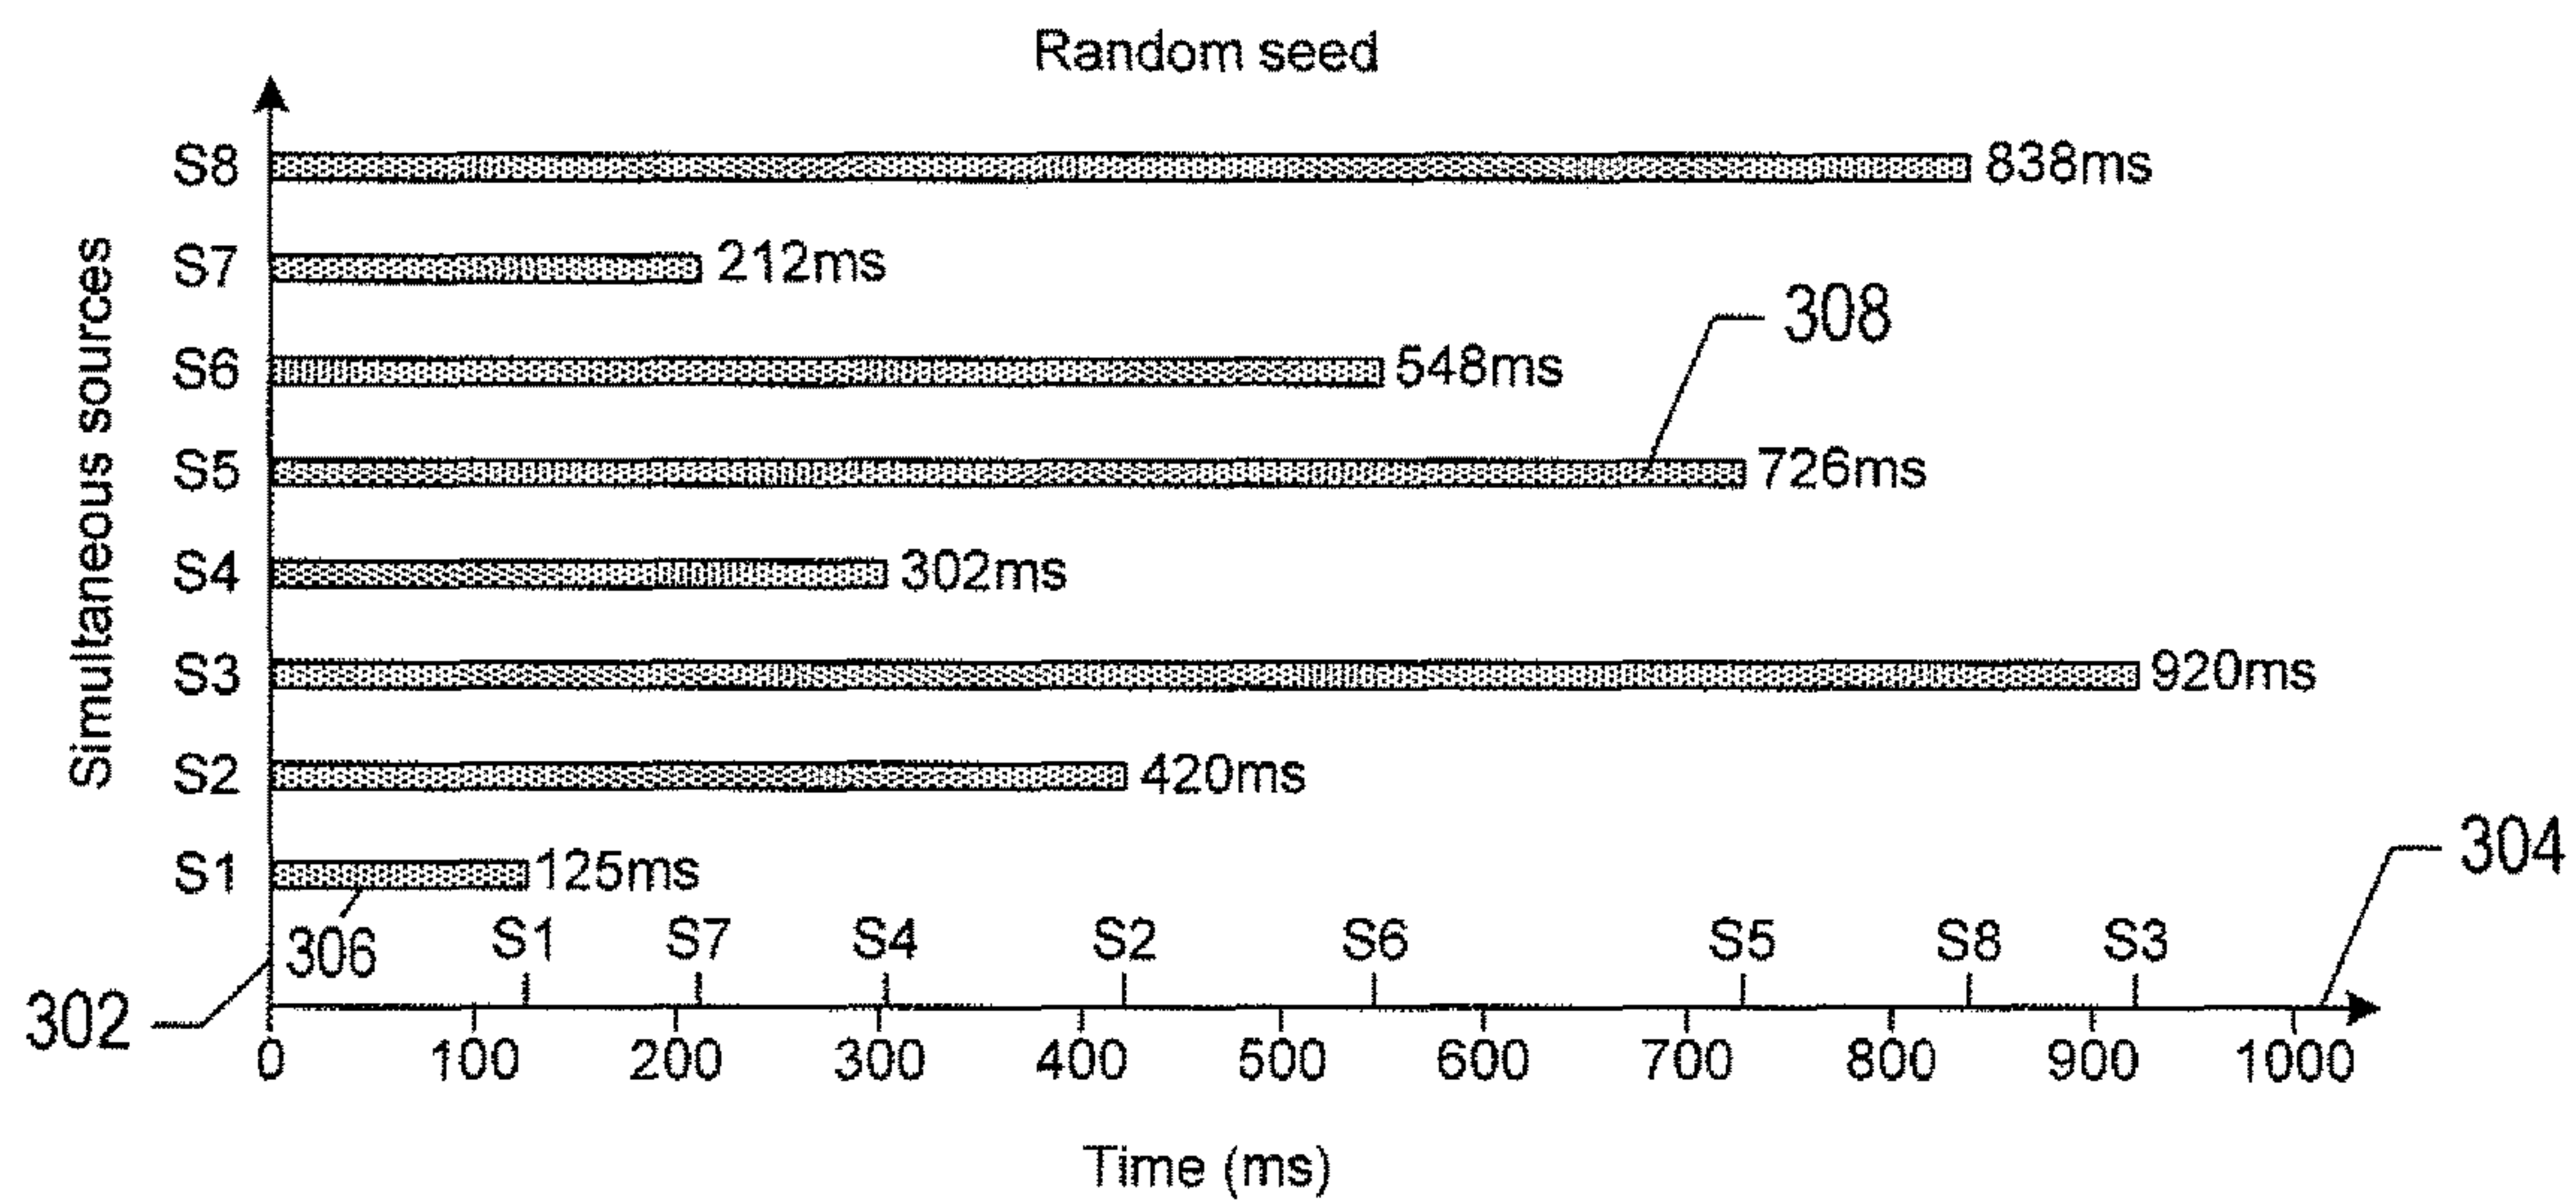 Random seed
Simultaneous sources
S8 838ms
S7 212ms
308
S6 548ms
S5 726ms
S4 302ms
S3 920ms
S2 420ms
304
S1 125ms
306 S1 S7 S4 S2 S6 S5 S8 S3
302
0 100 200 300 400 500 600 700 800 900 1000
Time (ms)